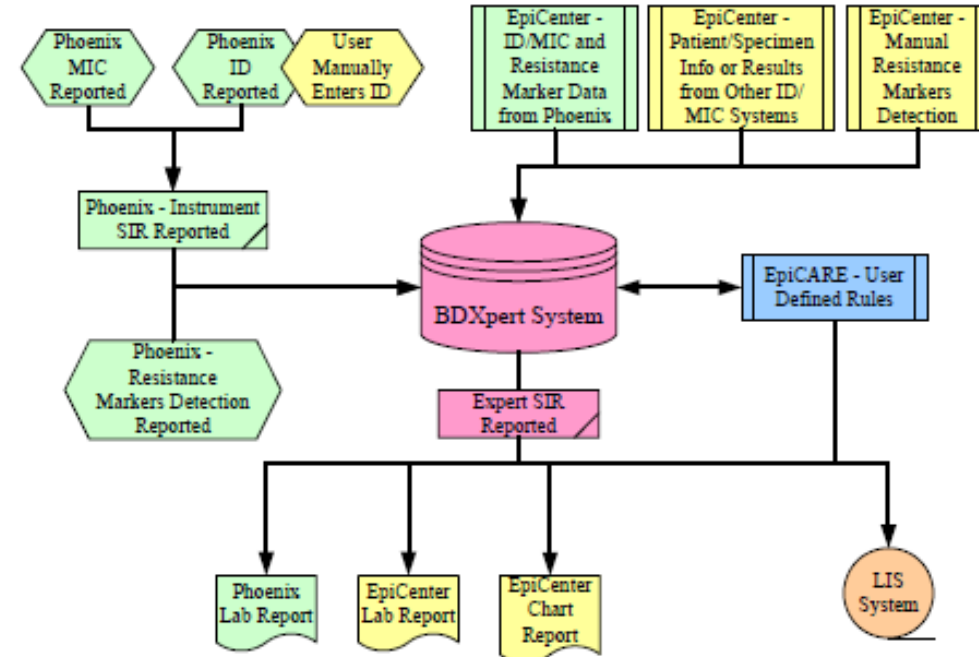 Phoenix
MIC
Reported
Phoenix
ID
Reported
User
Manually
Enters ID
EpiCenter -
ID/MIC and
Resistance
Marker Data
from Phoenix
EpiCenter -
Patient/Specimen
Info or Results
from Other ID/
MIC Systems
EpiCenter -
Manual
Resistance
Markers
Detection
Phoenix - Instrument
SIR Reported
BDXpert System
EpiCARE - User
Defined Rules
Phoenix -
Resistance
Markers Detection
Reported
Expert SIR
Reported
Phoenix
Lab Report
EpiCenter
Lab Report
EpiCenter
Chart
Report
LIS
System